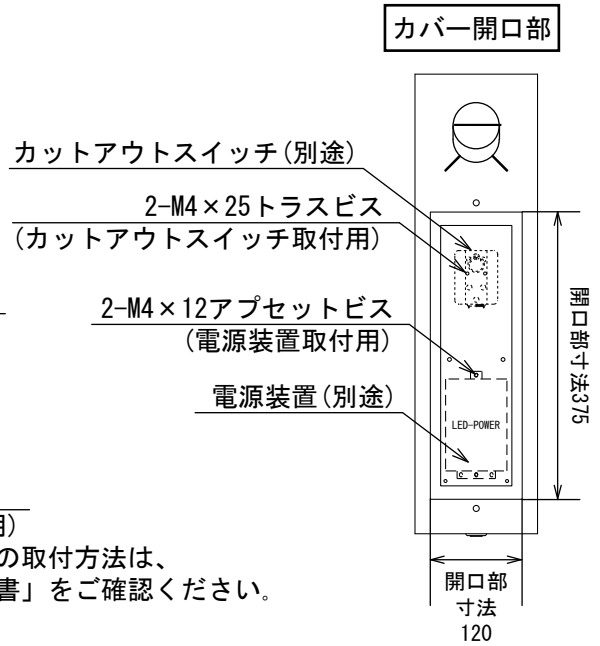 カバー開口部
カットアウトスイッチ(別途)
2-M4×25トラスビス
(カットアウトスイッチ取付用)
2-M4×12アプセットビス
(電源装置取付用)
電源装置(別途)
LED-POWER
開口部寸法375
開口部
寸法
120
用)
の取付方法は、
書」をご確認ください。